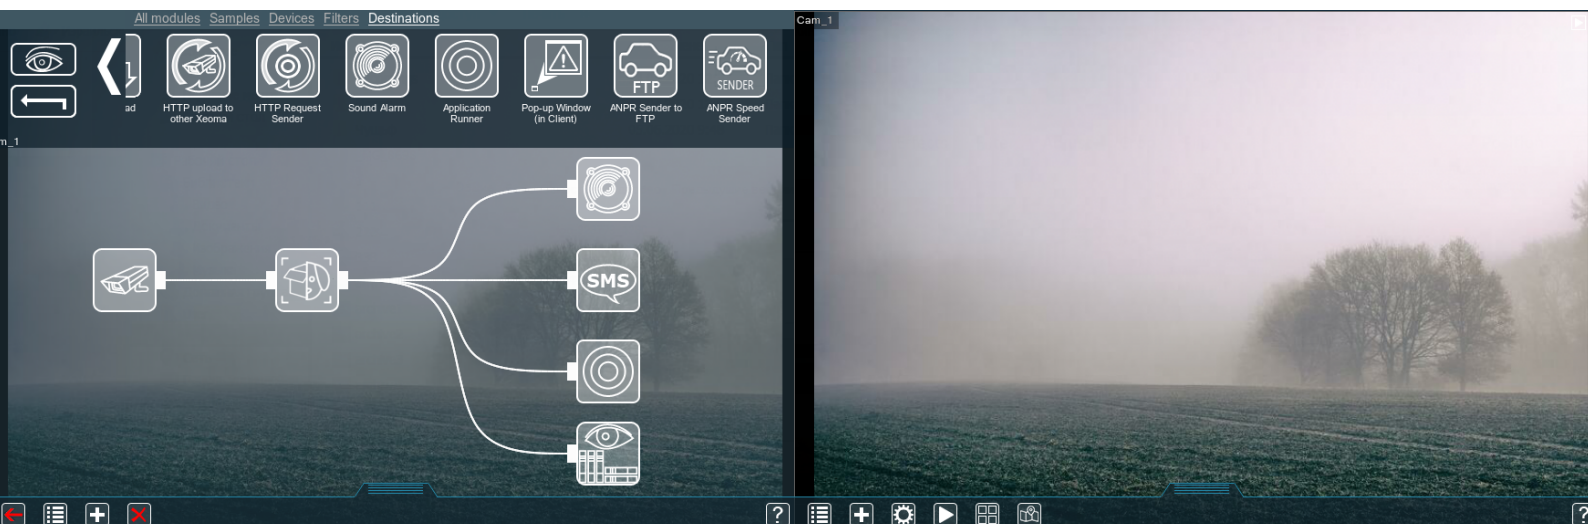 All modules Samples Devices Filters Destinations
ad
HTTP upload to
other Xeoma
HTTP Request
Sender
Sound Alarm
Application
Runner
Pop-up Window
(in Client)
FTP
ANPR Sender to
FTP
SENDER
ANPR Speed
Sender
m_1
SMS
?
Cam_1
?